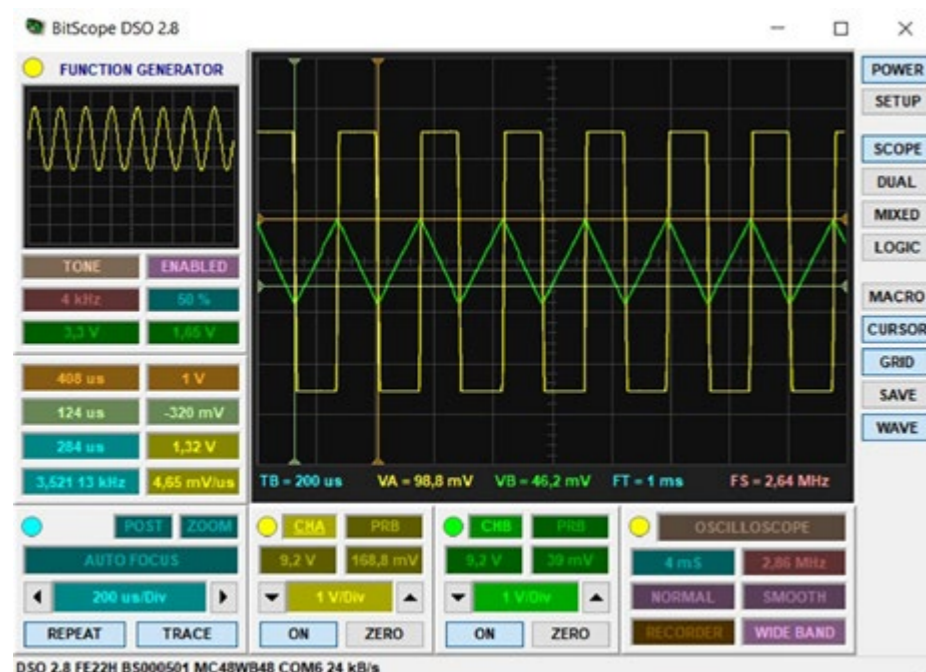 BitScope DSO 2.8
FUNCTION GENERATOR
TONE ENABLED
4 kHz 50 %
3,3 V 1,65 V
408 us 1 V
124 us -320 mV
284 us 1,32 V
3,521 13 kHz 4,65 mV/us
TB = 200 us VA = 98,8 mV VB = 46,2 mV FT = 1 ms FS = 2,64 MHz
POWER
SETUP
SCOPE
DUAL
MIXED
LOGIC
MACRO
CURSOR
GRID
SAVE
WAVE
POST ZOOM
AUTO FOCUS
200 us/Div
REPEAT TRACE
CHA PRB
9,2 V 168,8 mV
1 V/Div
ON ZERO
CHB PRB
9,2 V 39 mV
1 V/Div
ON ZERO
OSCILLOSCOPE
4 mS 2,86 MHz
NORMAL SMOOTH
RECORDER WIDE BAND
DSO 2.8 FE22H BS000501 MC48WB48 COM6 24 kB/s